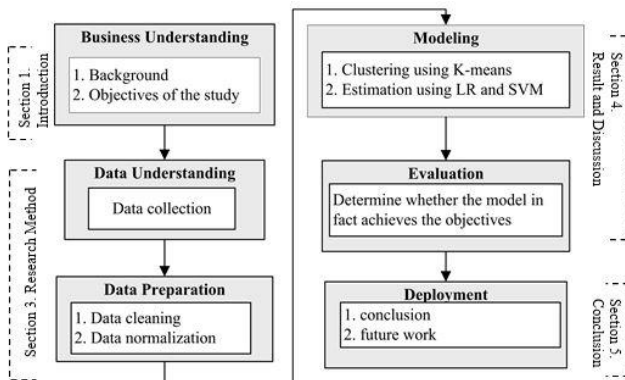 Business Understanding
1. Background
2. Objectives of the study
Section 1.
Introduction
Data Understanding
Data collection
Data Preparation
1. Data cleaning
2. Data normalization
Section 3. Research Method
Modeling
1. Clustering using K-means
2. Estimation using LR and SVM
Evaluation
Determine whether the model in
fact achieves the objectives
Section 4.
Result and Discussion
Deployment
1. conclusion
2. future work
Section 5.
Conclusion